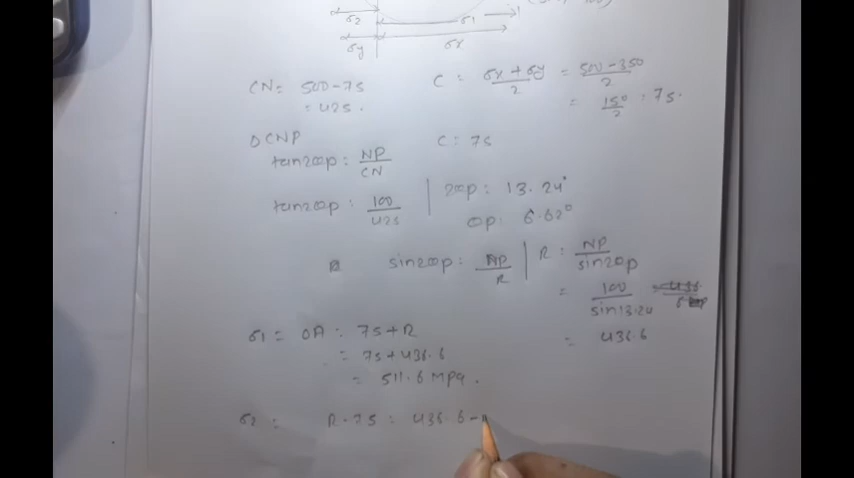 σ2 σ1
σy σx
CN = 500-75 C = σx + σy / 2 = 500-350 / 2
= 425. = 150 / 2 = 75.
ΔCNP C = 75
tan2θp = NP / CN
tan2θp = 100 / 425 | 2θp = 13.24°
θp = 6.62°
sin2θp = NP / R | R = NP / sin2θp
= 100 / sin13.24
= 436.6
σ1 = OA = 75+R
= 75+436.6
= 511.6 MPa.
σ2 = R-75 = 436.6-